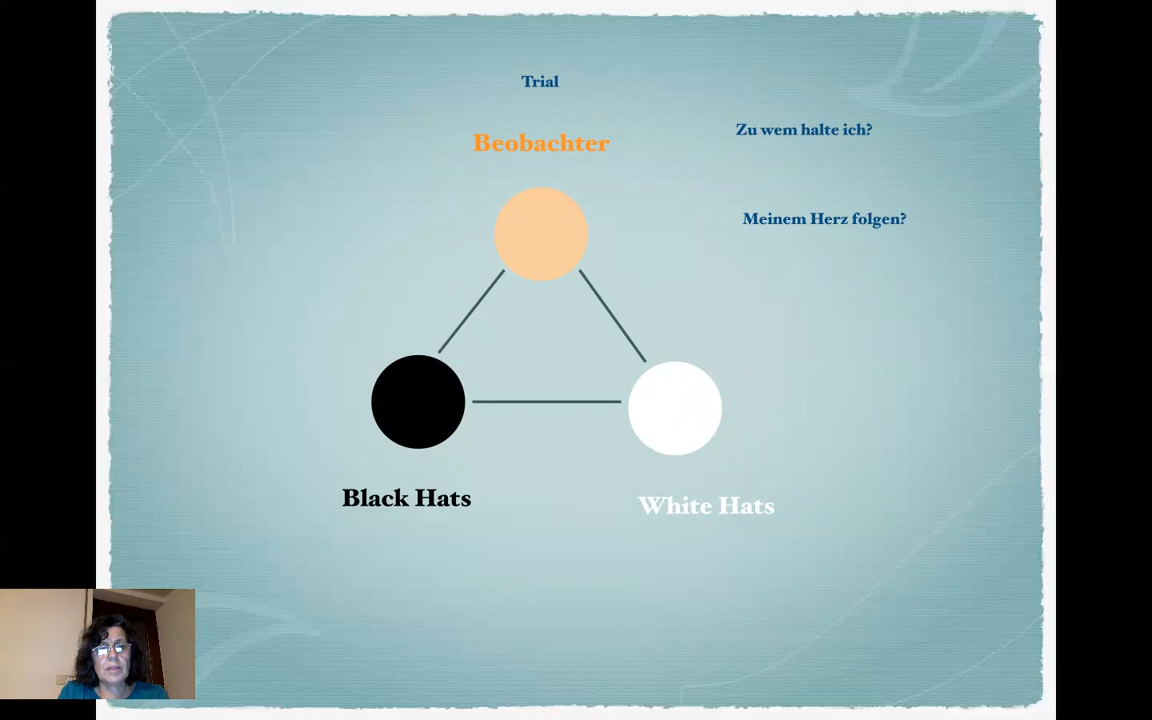 Trial
Beobachter
Zu wem halte ich?
Meinem Herz folgen?
Black Hats
White Hats